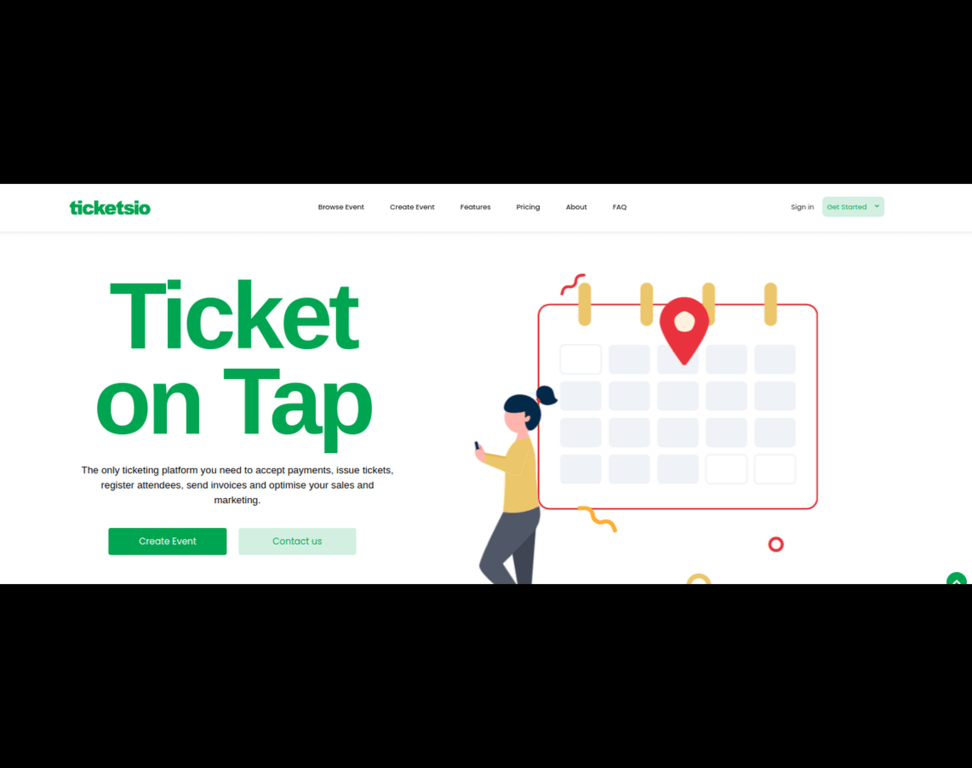 ticketsio
Browse Event
Create Event
Features
Pricing
About
FAQ
Sign in
Get Started
Ticket
on Tap
The only ticketing platform you need to accept payments, issue tickets,
register attendees, send invoices and optimise your sales and
marketing.
Create Event
Contact us